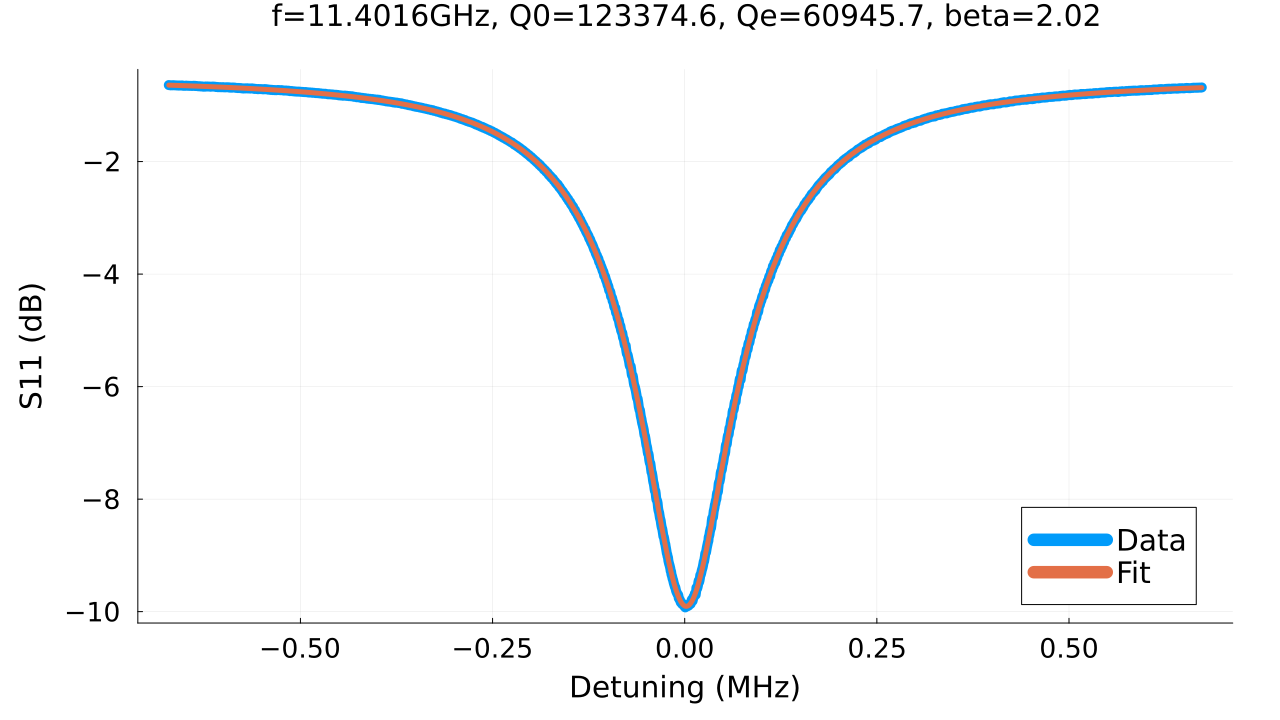 f=11.4016GHz, Q0=123374.6, Qe=60945.7, beta=2.02
S11 (dB)
−2
−4
−6
−8
−10
Data
Fit
−0.50 −0.25 0.00 0.25 0.50
Detuning (MHz)